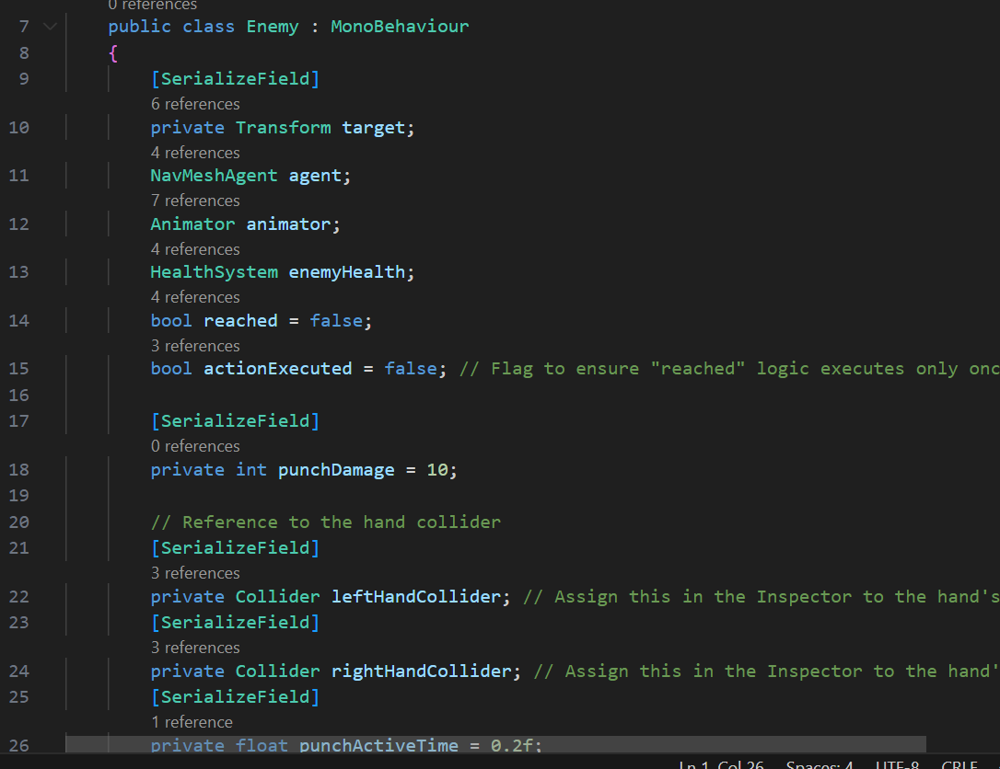 0 references
7 public class Enemy : MonoBehaviour
8 {
9 [SerializeField]
6 references
10 private Transform target;
4 references
11 NavMeshAgent agent;
7 references
12 Animator animator;
4 references
13 HealthSystem enemyHealth;
4 references
14 bool reached = false;
3 references
15 bool actionExecuted = false; // Flag to ensure "reached" logic executes only onc
16
17 [SerializeField]
0 references
18 private int punchDamage = 10;
19
20 // Reference to the hand collider
21 [SerializeField]
3 references
22 private Collider leftHandCollider; // Assign this in the Inspector to the hand's
23 [SerializeField]
3 references
24 private Collider rightHandCollider; // Assign this in the Inspector to the hand'
25 [SerializeField]
1 reference
26 private float punchActiveTime = 0.2f;
Ln 1, Col 26 Spaces: 4 UTF-8 CRLF